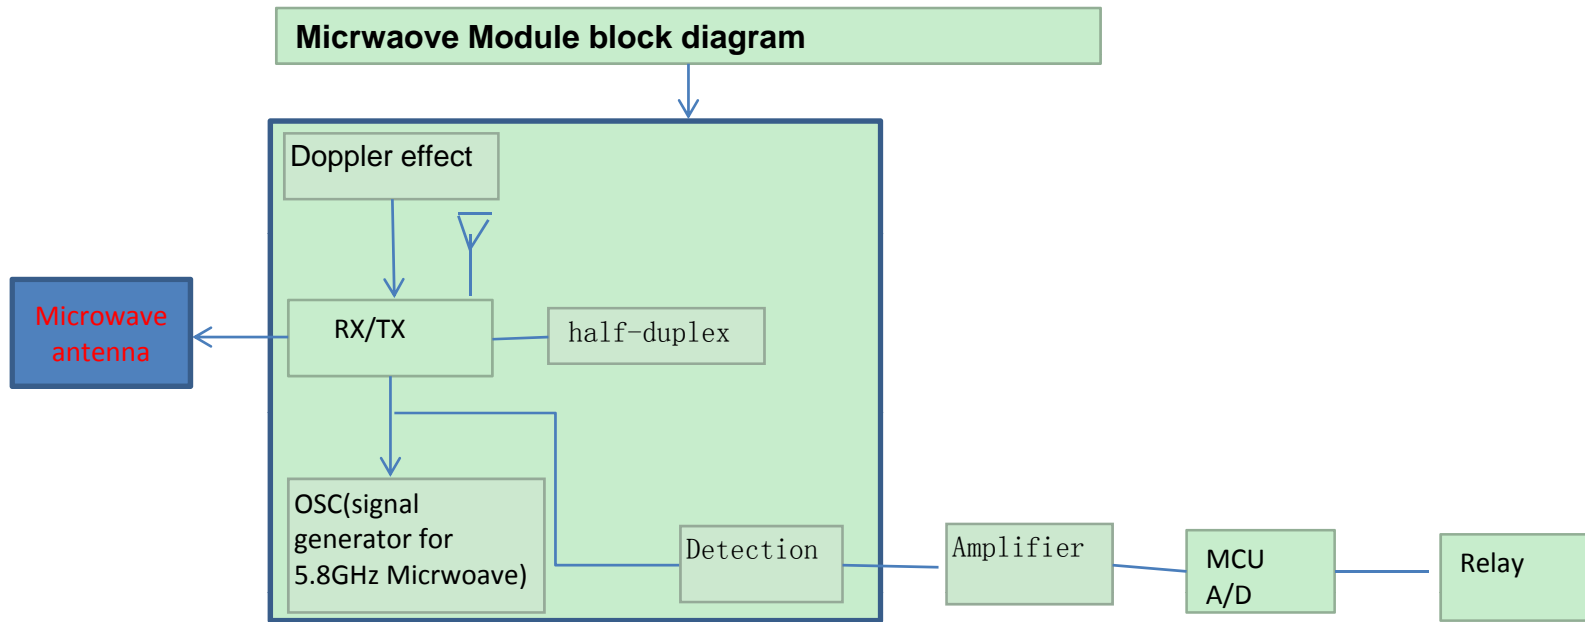 Micrwaove Module block diagram
Doppler effect
Microwave
antenna
RX/TX
half-duplex
OSC(signal
generator for
5.8GHz Micrwoave)
Detection
Amplifier
MCU
A/D
Relay